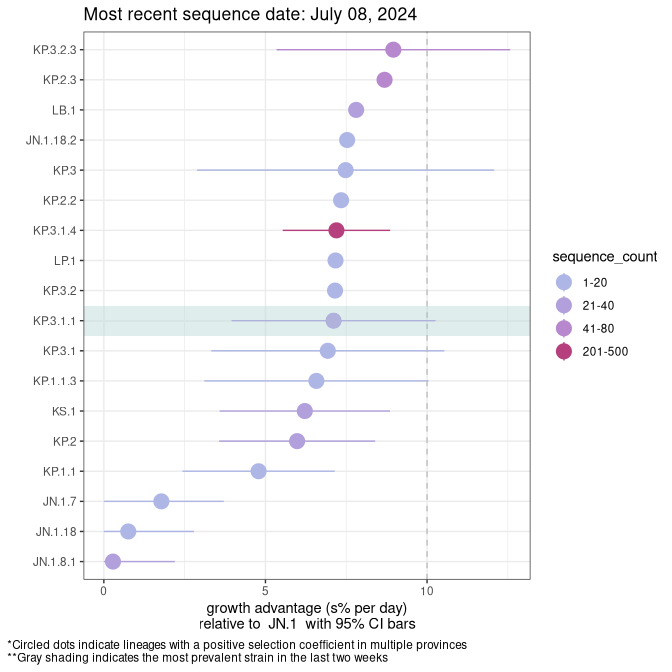 Most recent sequence date: July 08, 2024
KP.3.2.3
KP.2.3
LB.1
JN.1.18.2
KP.3
KP.2.2
KP.3.1.4
LP.1
KP.3.2
KP.3.1.1
KP.3.1
KP.1.1.3
KS.1
KP.2
KP.1.1
JN.1.7
JN.1.18
JN.1.8.1
0 5 10
growth advantage (s% per day)
relative to JN.1 with 95% CI bars
sequence_count
1-20
21-40
41-80
201-500
*Circled dots indicate lineages with a positive selection coefficient in multiple provinces
**Gray shading indicates the most prevalent strain in the last two weeks